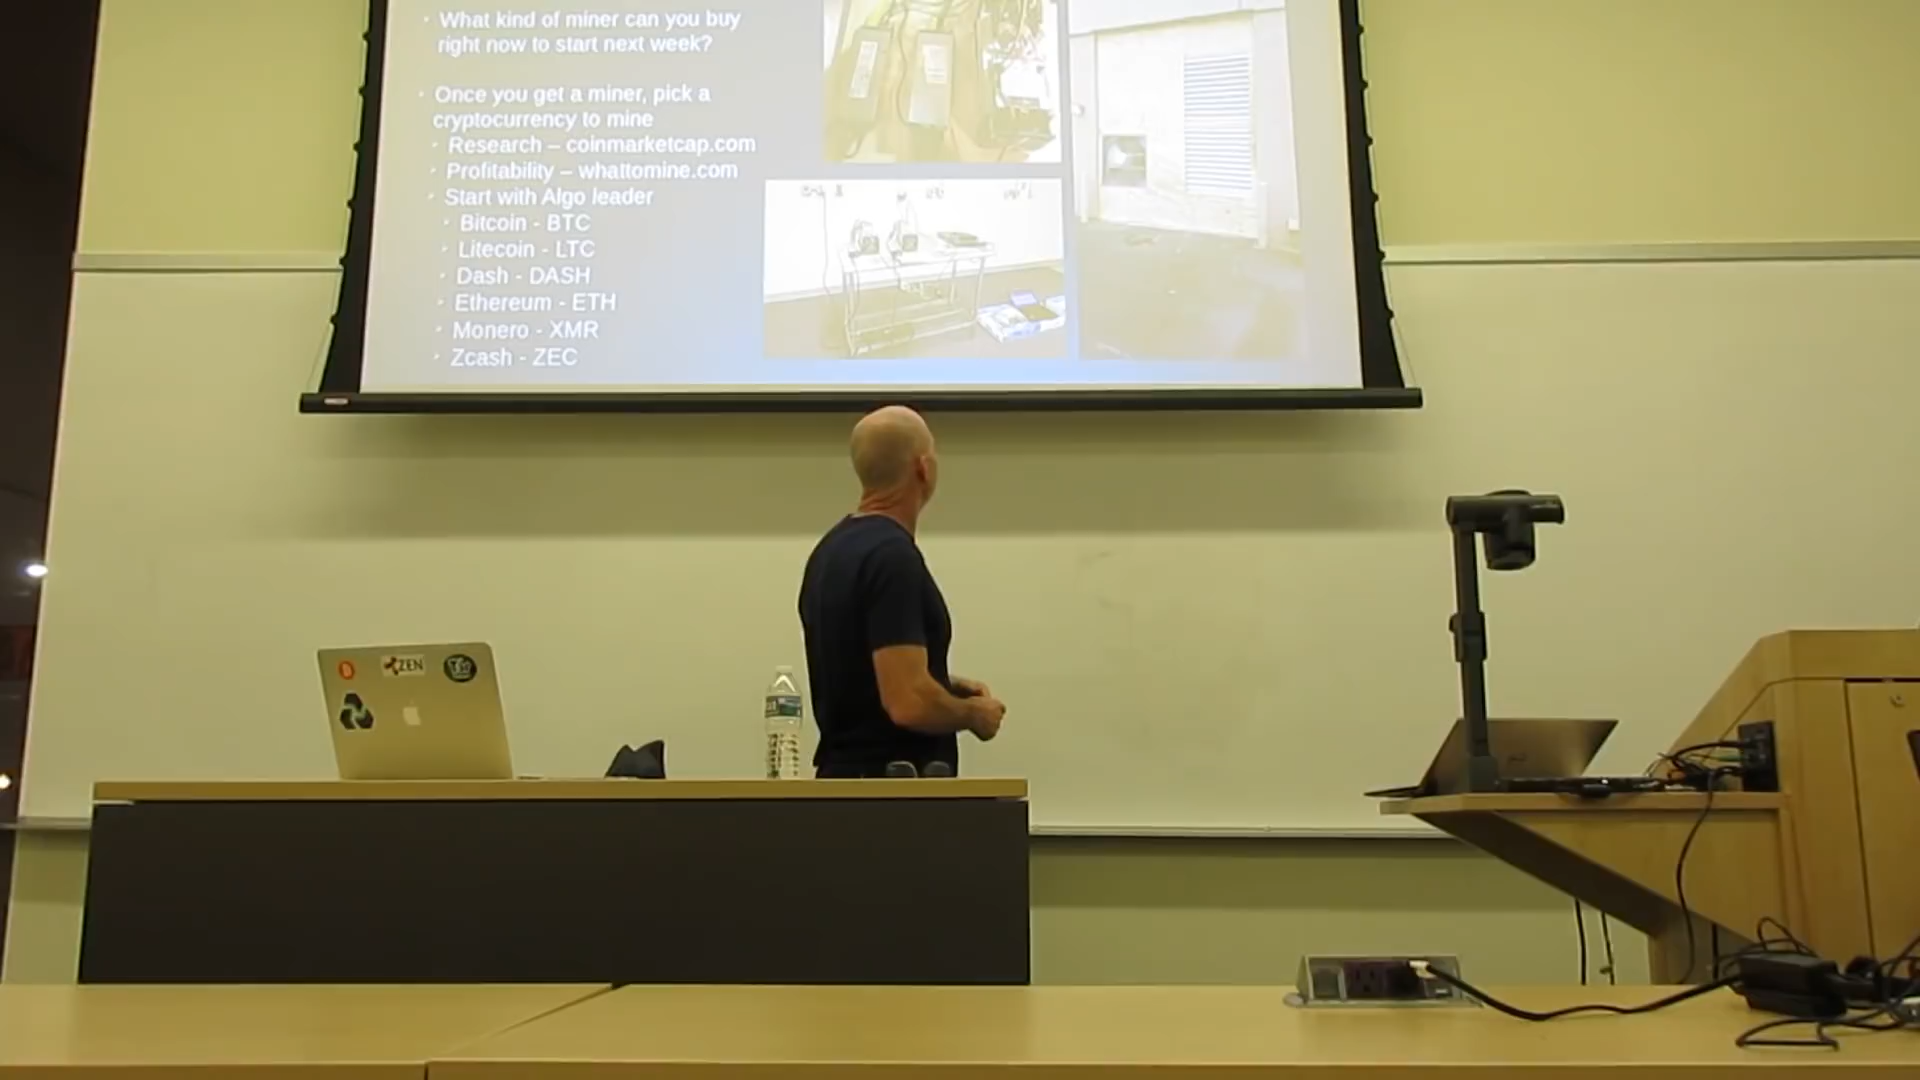 What kind of miner can you buy
right now to start next week?
Once you get a miner, pick a
cryptocurrency to mine
Research – coinmarketcap.com
Profitability – whattomine.com
Start with Algo leader
Bitcoin - BTC
Litecoin - LTC
Dash - DASH
Ethereum - ETH
Monero - XMR
Zcash - ZEC
ZEN